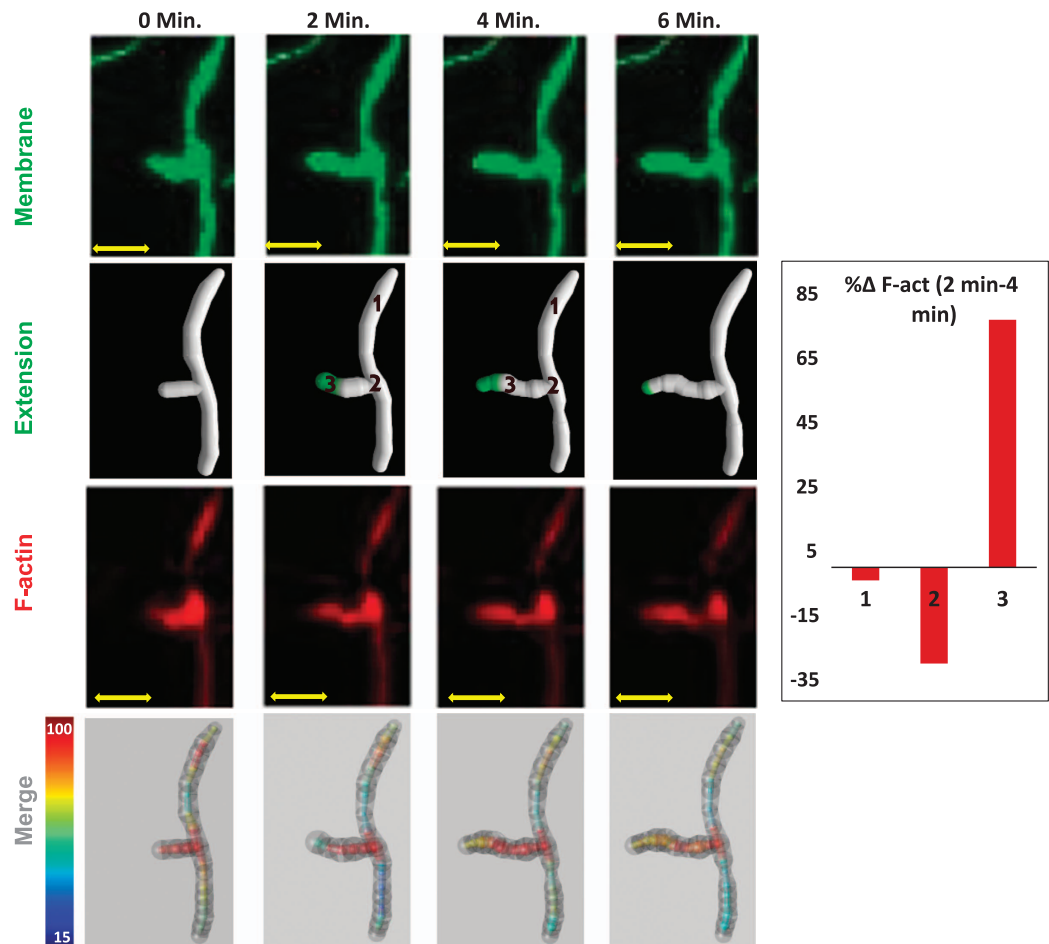 0 Min.
2 Min.
4 Min.
6 Min.
Membrane
Extension
1
3
2
1
3
2
F-actin
Merge
100
15
%Δ F-act (2 min-4
min)
85
65
45
25
5
-15
-35
1
2
3